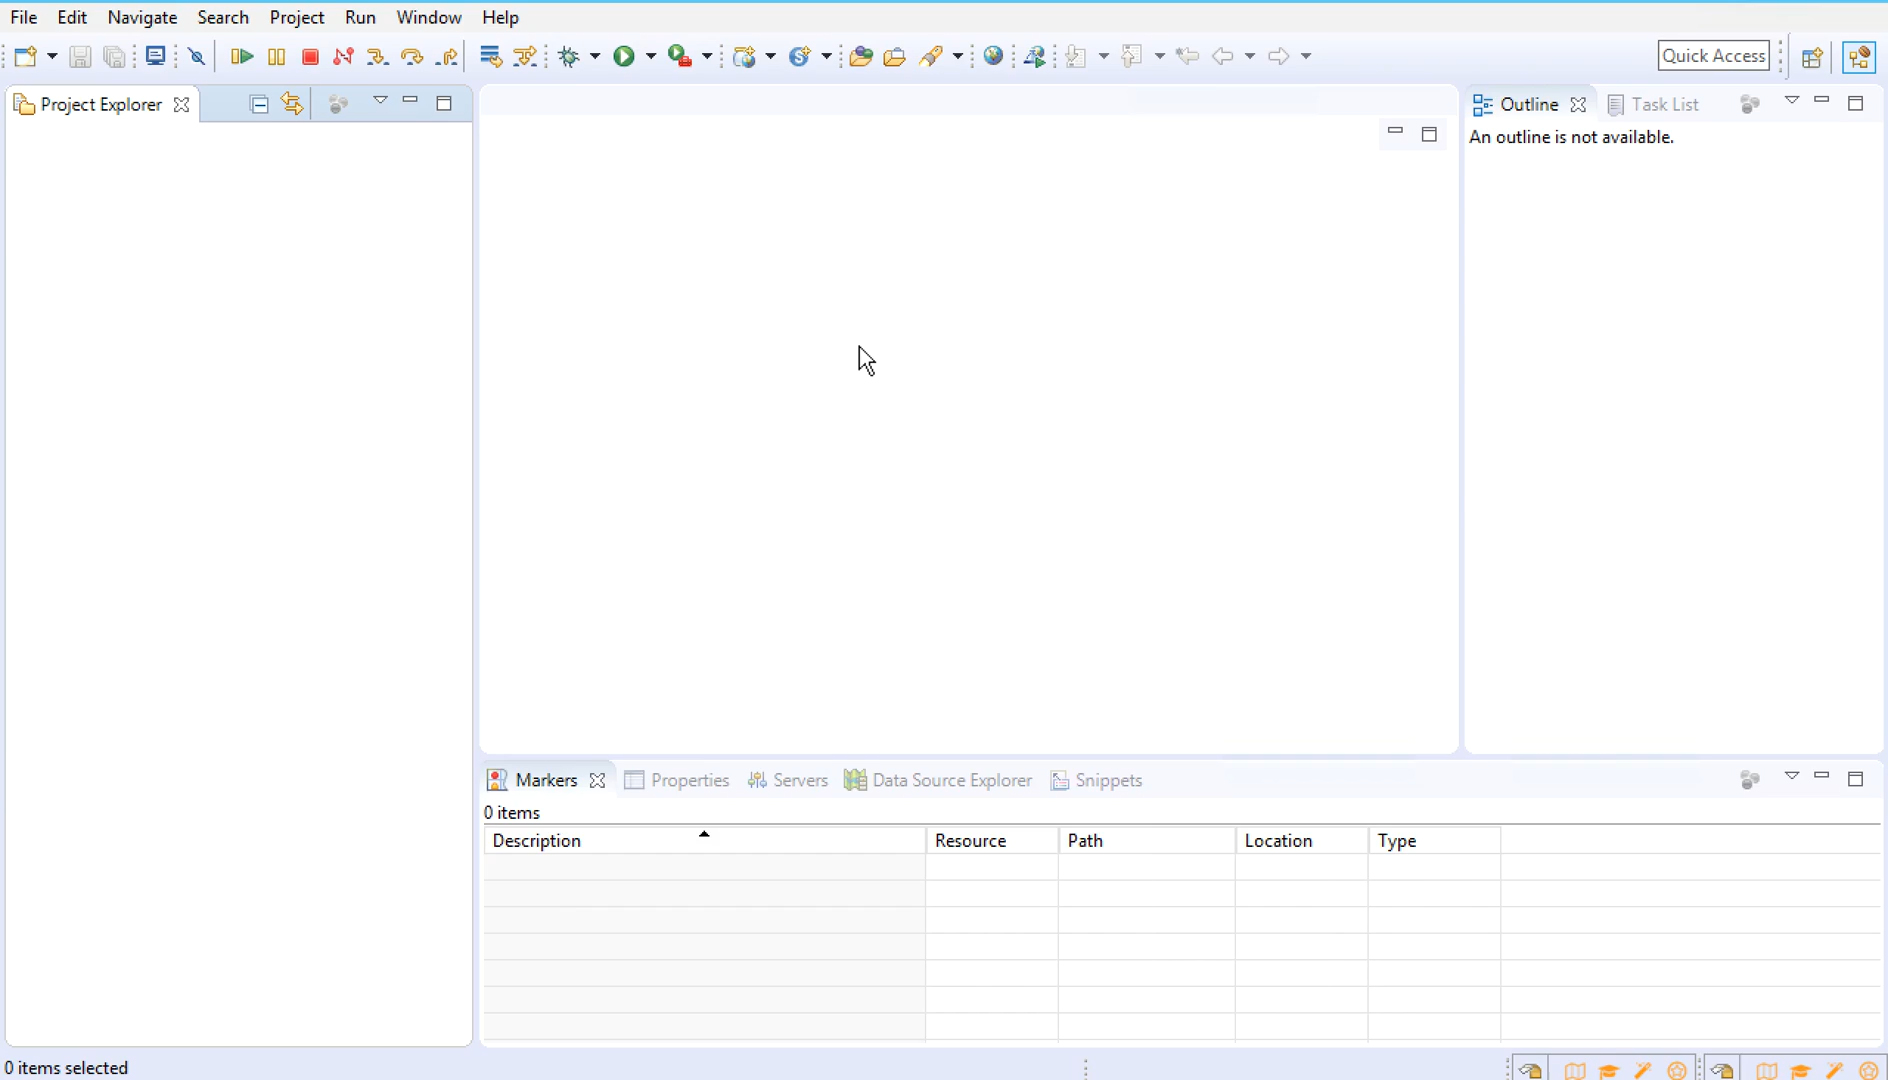 File Edit Navigate Search Project Run Window Help
Quick Access
Project Explorer
Outline Task List
An outline is not available.
Markers Properties Servers Data Source Explorer Snippets
0 items
Description Resource Path Location Type
0 items selected